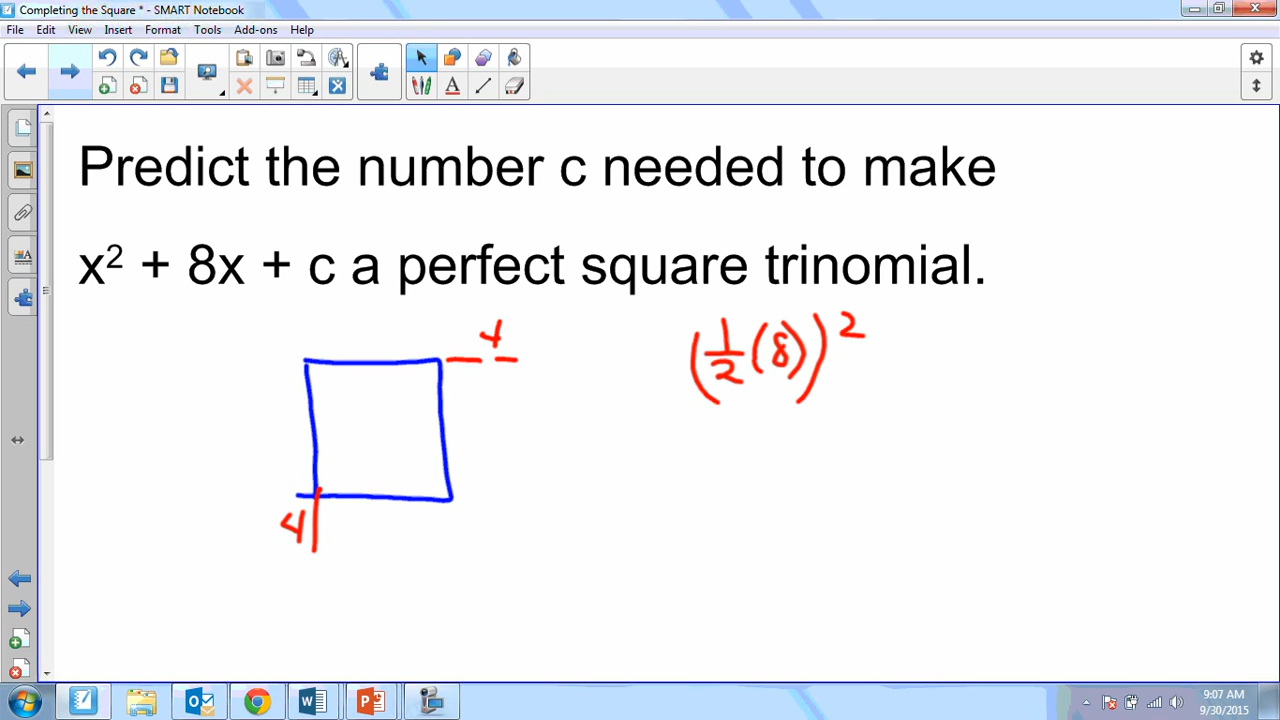 Completing the Square * - SMART Notebook
File Edit View Insert Format Tools Add-ons Help
Predict the number c needed to make
x² + 8x + c a perfect square trinomial.
4
(1/2(8))²
4
9:07 AM
9/30/2015